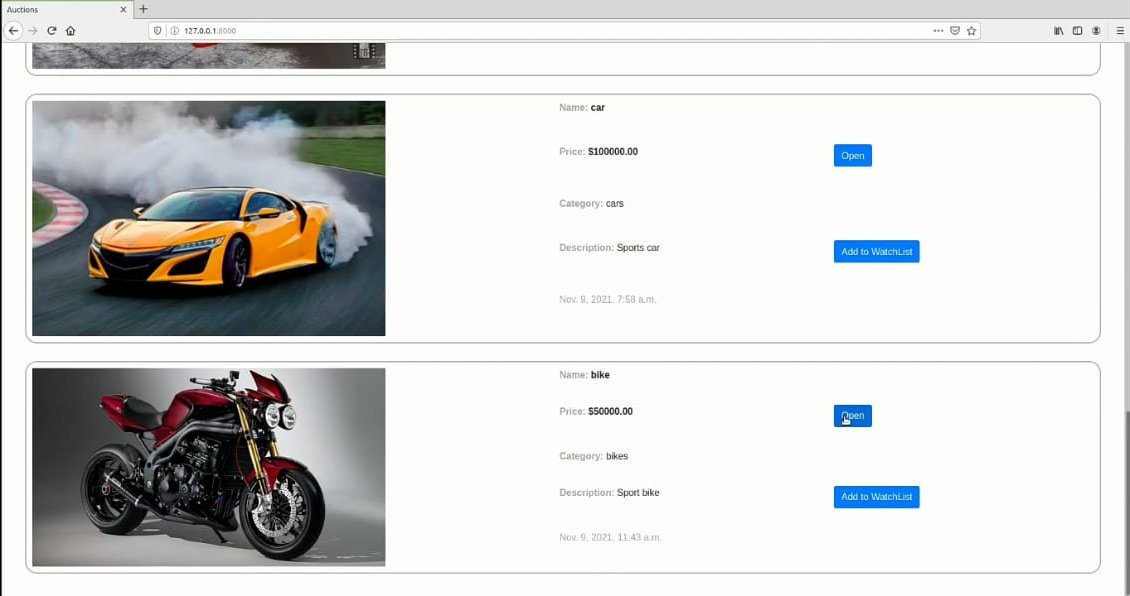 Auctions
127.0.0.1:8000
Name: car
Price: $100000.00
Open
Category: cars
Description: Sports car
Add to WatchList
Nov. 9, 2021, 7:58 a.m.
Name: bike
Price: $50000.00
Open
Category: bikes
Description: Sport bike
Add to WatchList
Nov. 9, 2021, 11:43 a.m.